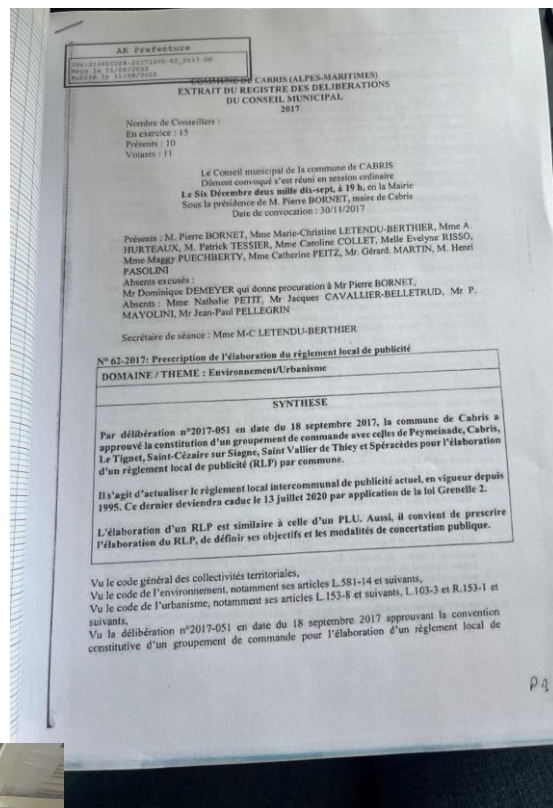 AR Prefecture
Reçu le 11/08/2022
Publié le 11/08/2022
COMMUNE DE CABRIS (ALPES-MARITIMES)
EXTRAIT DU REGISTRE DES DELIBERATIONS
DU CONSEIL MUNICIPAL
2017
Nombre de Conseillers :
En exercice : 15
Présents : 10
Votants : 11
Le Conseil municipal de la commune de CABRIS
Dûment convoqué s'est réuni en session ordinaire
Le Six Décembre deux mille dix-sept, à 19 h, en la Mairie
Sous la présidence de M. Pierre BORNET, maire de Cabris
Date de convocation : 30/11/2017
Présents : M. Pierre BORNET, Mme Marie-Christine LETENDU-BERTHIER, Mme A.
HURTEAUX, M. Patrick TESSIER, Mme Caroline COLLET, Melle Evelyne RISSO,
Mme Maggy PUECHBERTY, Mme Catherine PEITZ, Mr. Gérard. MARTIN, M. Henri
PASOLINI
Absents excusés :
Mr Dominique DEMEYER qui donne procuration à Mr Pierre BORNET,
Absents : Mme Nathalie PETIT, Mr Jacques CAVALLIER-BELLETRUD, Mr P.
MAYOLINI, Mr Jean-Paul PELLEGRIN
Secrétaire de séance : Mme M-C LETENDU-BERTHIER
N° 62-2017: Prescription de l'élaboration du règlement local de publicité
DOMAINE / THEME : Environnement/Urbanisme
SYNTHESE
Par délibération n°2017-051 en date du 18 septembre 2017, la commune de Cabris a
approuvé la constitution d'un groupement de commande avec celles de Peymeinade, Cabris,
Le Tignet, Saint-Cézaire sur Siagne, Saint Vallier de Thiey et Spéracèdes pour l'élaboration
d'un règlement local de publicité (RLP) par commune.
Il s'agit d'actualiser le règlement local intercommunal de publicité actuel, en vigueur depuis
1995. Ce dernier deviendra caduc le 13 juillet 2020 par application de la loi Grenelle 2.
L'élaboration d'un RLP est similaire à celle d'un PLU. Aussi, il convient de prescrire
l'élaboration du RLP, de définir ses objectifs et les modalités de concertation publique.
Vu le code général des collectivités territoriales,
Vu le code de l'environnement, notamment ses articles L.581-14 et suivants,
Vu le code de l'urbanisme, notamment ses articles L.153-8 et suivants, L.103-3 et R.153-1 et
suivants,
Vu la délibération n°2017-051 en date du 18 septembre 2017 approuvant la convention
constitutive d'un groupement de commande pour l'élaboration d'un règlement local de